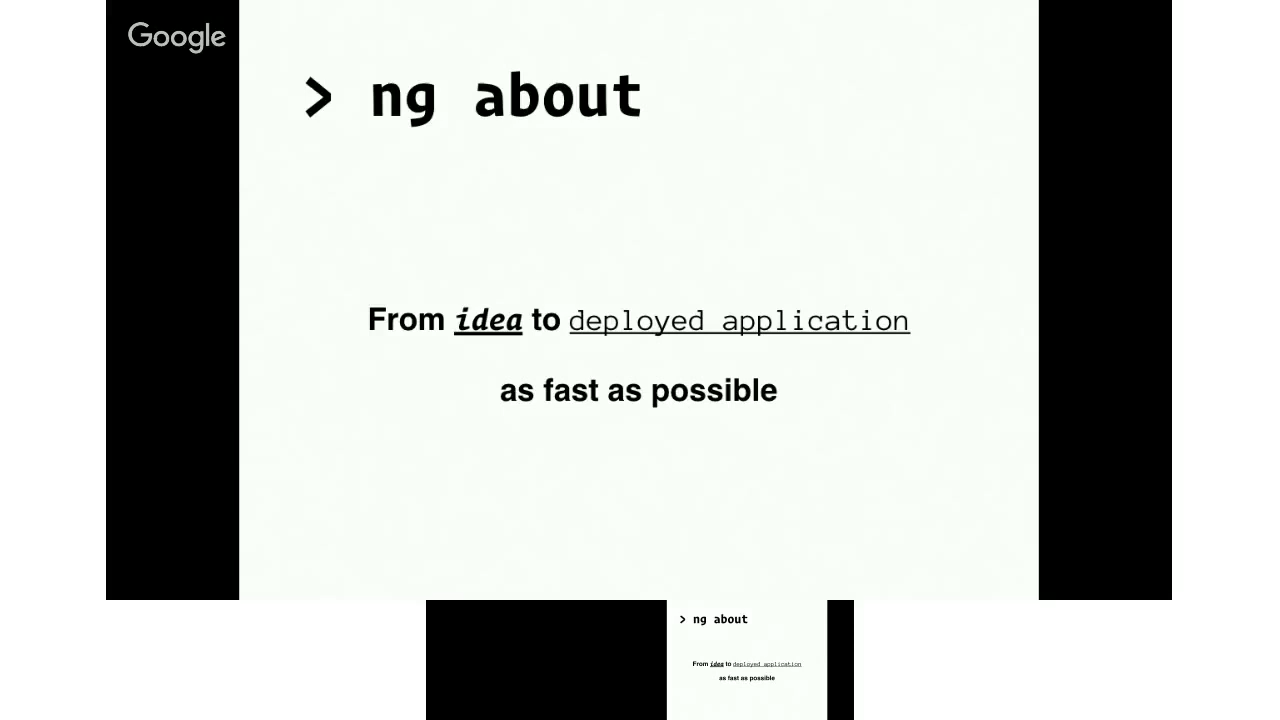 Google
> ng about
From idea to deployed application
as fast as possible
> ng about
From idea to deployed application
as fast as possible